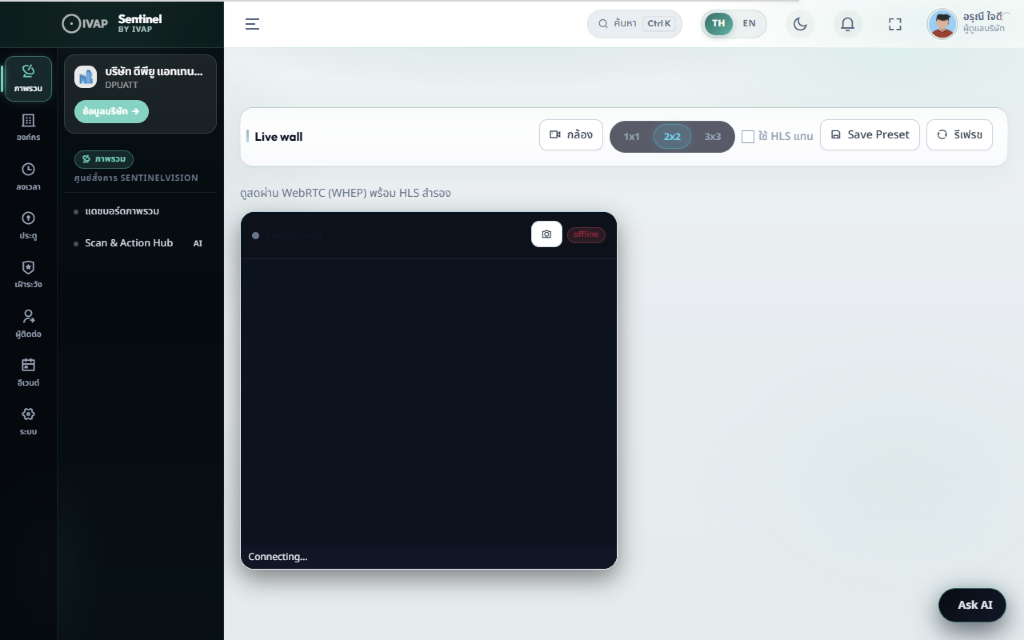 IVAP
Sentinel
BY IVAP
ค้นหา Ctrl K
TH EN
อรุณี ใจดี
ผู้ดูแลบริษัท
ภาพรวม
องค์กร
ลงเวลา
ประตู
เฝ้าระวัง
ผู้ติดต่อ
อีเวนต์
ระบบ
บริษัท ดีพียู แอทเทน...
DPUATT
ข้อมูลบริษัท →
ภาพรวม
ศูนย์สั่งการ SENTINELVISION
แดชบอร์ดภาพรวม
Scan & Action Hub AI
Live wall
กล้อง
1x1 2x2 3x3
ใช้ HLS แทน
Save Preset
รีเฟรช
ดูสดผ่าน WebRTC (WHEP) พร้อม HLS สำรอง
offline
Connecting...
Ask AI